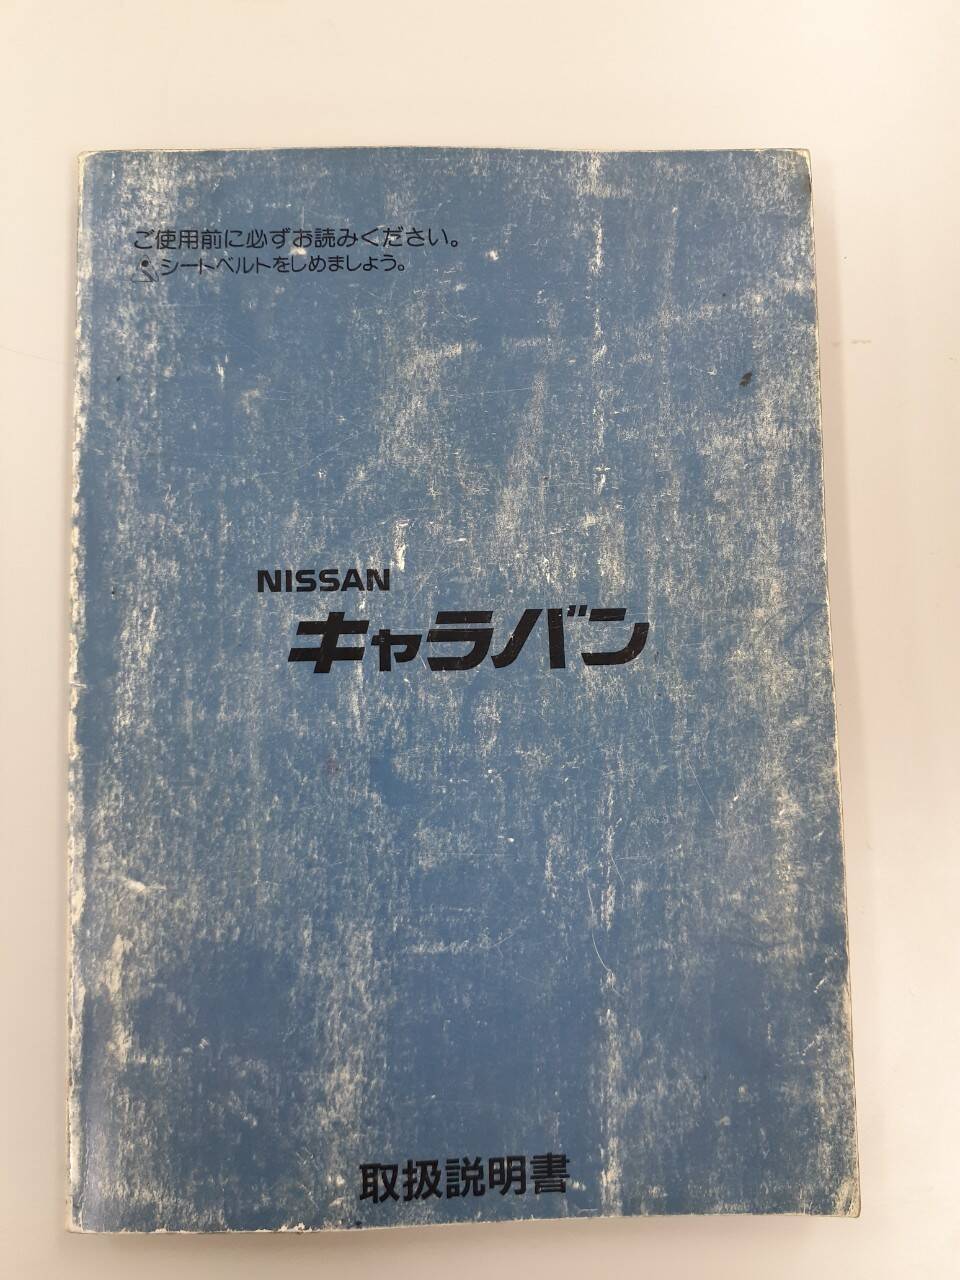 ご使用前に必ずお読みください。
シートベルトをしめましょう。
NISSAN
キャラバン
取扱説明書